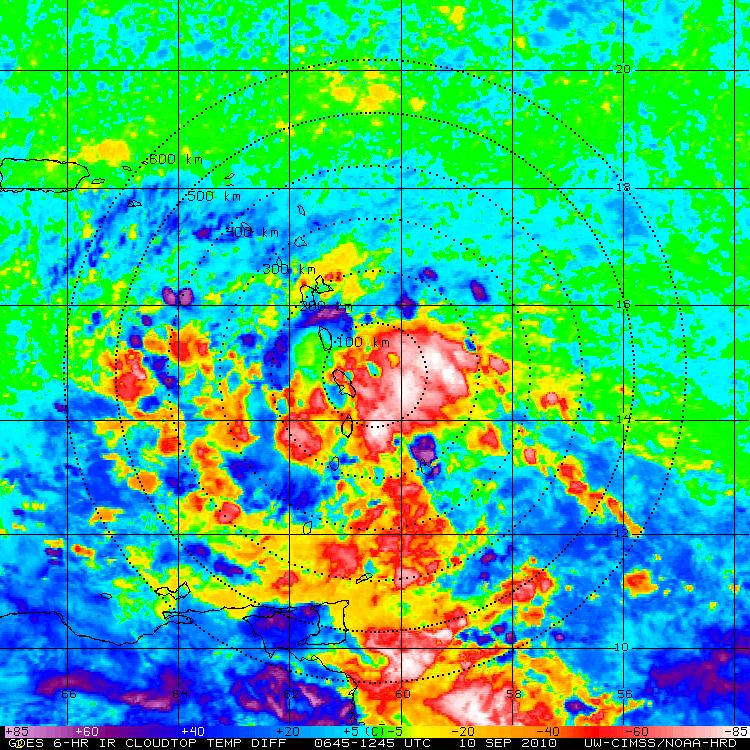 20
600 km
18
500 km
400 km
300 km
16
200 km
100 km
14
12
10
66 64 62 60 58 56
+85 +60 +40 +20 +5(C)-5 -20 -40 -60 -85
GOES 6-HR IR CLOUDTOP TEMP DIFF 0645-1245 UTC 10 SEP 2010 UW-CIMSS/NOAA-HRD